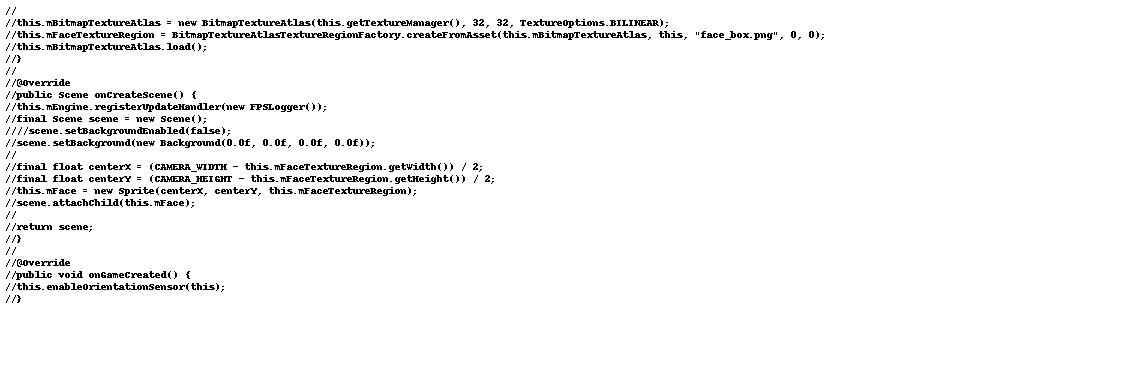 //
//this.mBitmapTextureAtlas = new BitmapTextureAtlas(this.getTextureManager(), 32, 32, TextureOptions.BILINEAR);
//this.mFaceTextureRegion = BitmapTextureAtlasTextureRegionFactory.createFromAsset(this.mBitmapTextureAtlas, this, "face_box.png", 0, 0);
//this.mBitmapTextureAtlas.load();
//}
//
//@Override
//public Scene onCreateScene() {
//this.mEngine.registerUpdateHandler(new FPSLogger());
//final Scene scene = new Scene();
////scene.setBackgroundEnabled(false);
//scene.setBackground(new Background(0.0f, 0.0f, 0.0f, 0.0f));
//
//final float centerX = (CAMERA_WIDTH - this.mFaceTextureRegion.getWidth()) / 2;
//final float centerY = (CAMERA_HEIGHT - this.mFaceTextureRegion.getHeight()) / 2;
//this.mFace = new Sprite(centerX, centerY, this.mFaceTextureRegion);
//scene.attachChild(this.mFace);
//
//return scene;
//}
//
//@Override
//public void onGameCreated() {
//this.enableOrientationSensor(this);
//}